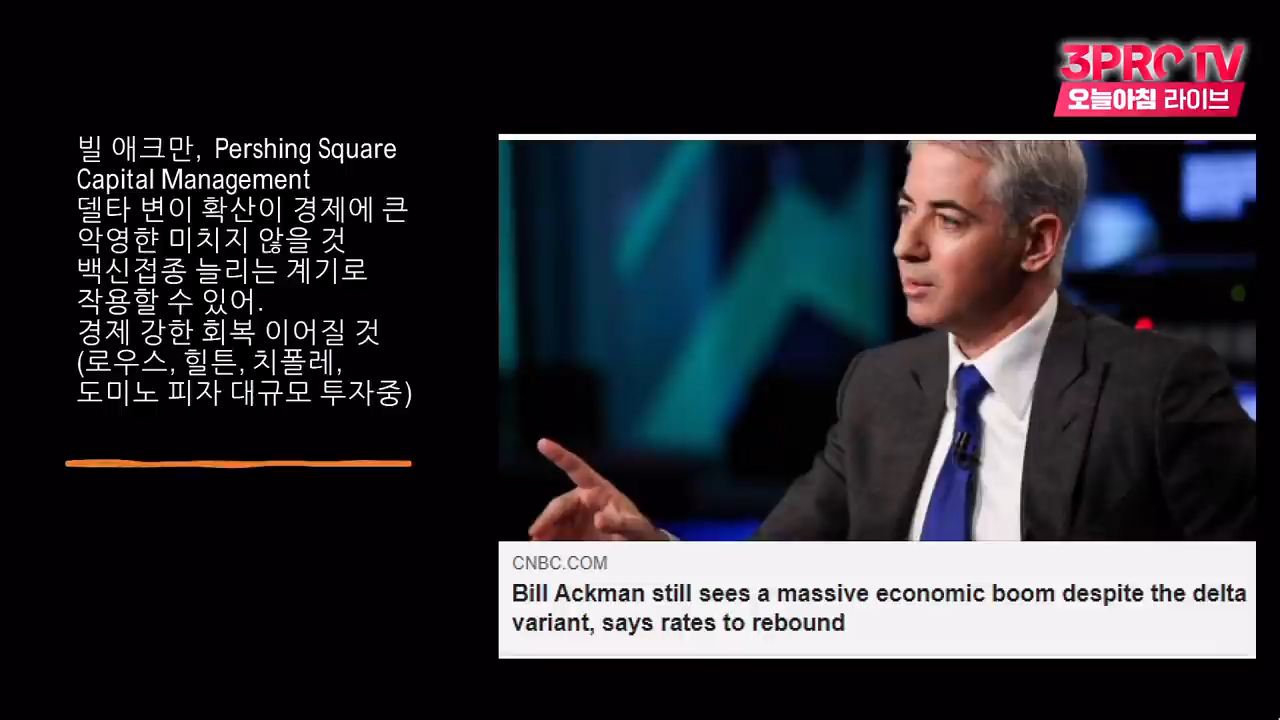 3PRO TV
오늘아침 라이브
빌 애크만, Pershing Square
Capital Management
델타 변이 확산이 경제에 큰
악영햔 미치지 않을 것
백신접종 늘리는 계기로
작용할 수 있어.
경제 강한 회복 이어질 것
(로우스, 힐튼, 치폴레,
도미노 피자 대규모 투자중)
CNBC.COM
Bill Ackman still sees a massive economic boom despite the delta
variant, says rates to rebound